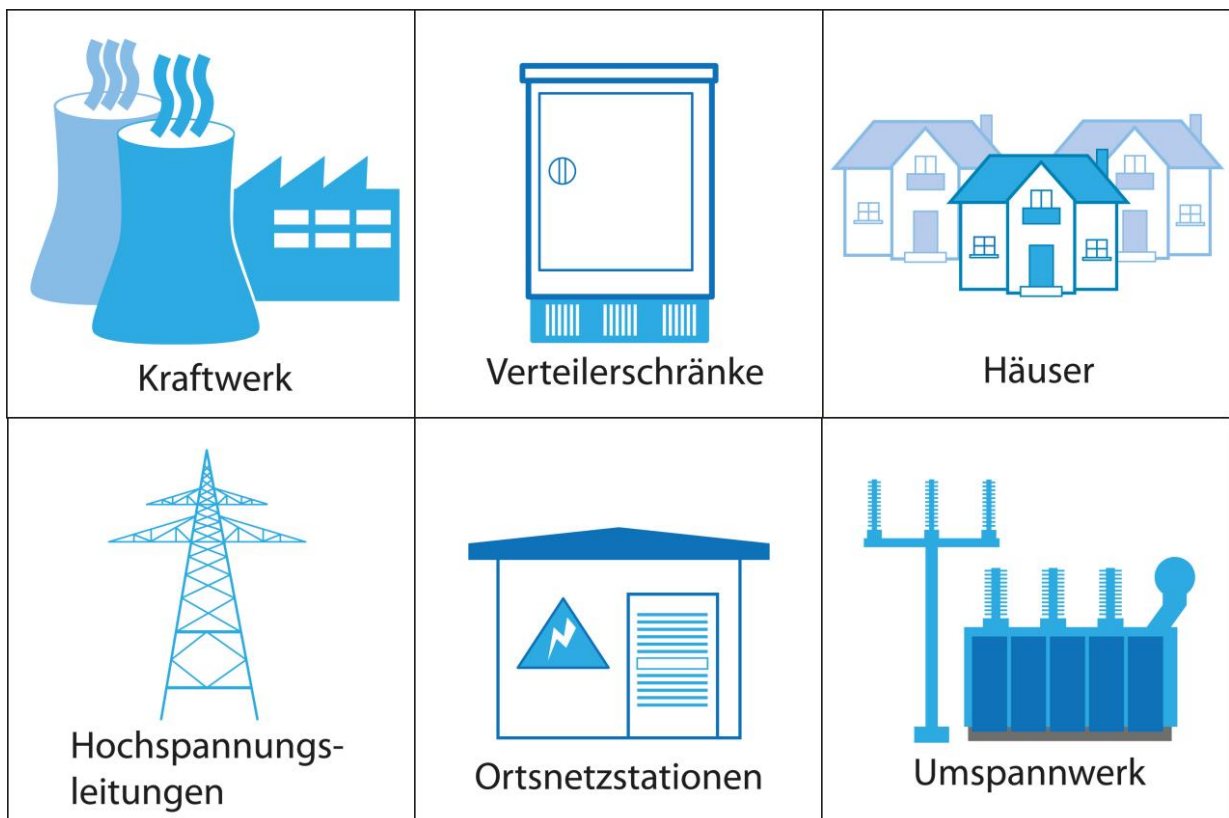 Kraftwerk
Verteilerschränke
Häuser
Hochspannungs-
leitungen
Ortsnetzstationen
Umspannwerk